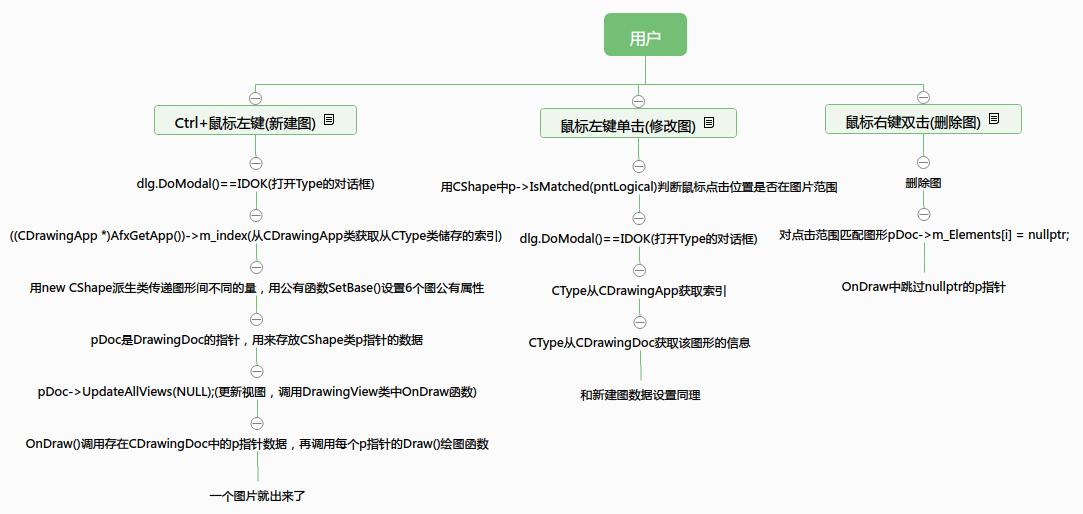 用户
Ctrl+鼠标左键(新建图)
dlg.DoModal()==IDOK(打开Type的对话框)
((CDrawingApp *)AfxGetApp())->m_index(从CDrawingApp类获取从CType类储存的索引)
用new CShape派生类传递图形间不同的量，用公有函数SetBase()设置6个图公有属性
pDoc是DrawingDoc的指针，用来存放CShape类p指针的数据
pDoc->UpdateAllViews(NULL);(更新视图，调用DrawingView类中OnDraw函数)
OnDraw()调用存在CDrawingDoc中的p指针数据，再调用每个p指针的Draw()绘图函数
一个图片就出来了
鼠标左键单击(修改图)
用CShape中p->IsMatched(pntLogical)判断鼠标点击位置是否在图片范围
dlg.DoModal()==IDOK(打开Type的对话框)
CType从CDrawingApp获取索引
CType从CDrawingDoc获取该图形的信息
和新建图数据设置同理
鼠标右键双击(删除图)
删除图
对点击范围匹配图形pDoc->m_Elements[i] = nullptr;
OnDraw中跳过nullptr的p指针